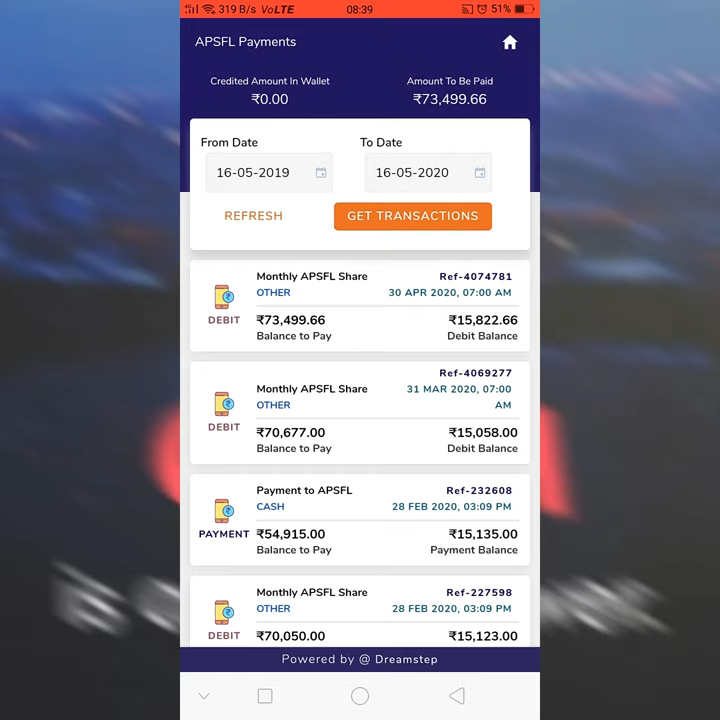 319 B/s VoLTE 08:39 51%
APSFL Payments
Credited Amount In Wallet Amount To Be Paid
₹0.00 ₹73,499.66
From Date To Date
16-05-2019 16-05-2020
REFRESH GET TRANSACTIONS
Monthly APSFL Share Ref-4074781
OTHER 30 APR 2020, 07:00 AM
DEBIT ₹73,499.66 ₹15,822.66
Balance to Pay Debit Balance
Ref-4069277
Monthly APSFL Share 31 MAR 2020, 07:00
OTHER AM
DEBIT ₹70,677.00 ₹15,058.00
Balance to Pay Debit Balance
Payment to APSFL Ref-232608
CASH 28 FEB 2020, 03:09 PM
PAYMENT ₹54,915.00 ₹15,135.00
Balance to Pay Payment Balance
Monthly APSFL Share Ref-227598
OTHER 28 FEB 2020, 03:09 PM
DEBIT ₹70,050.00 ₹15,123.00
Powered by @ Dreamstep